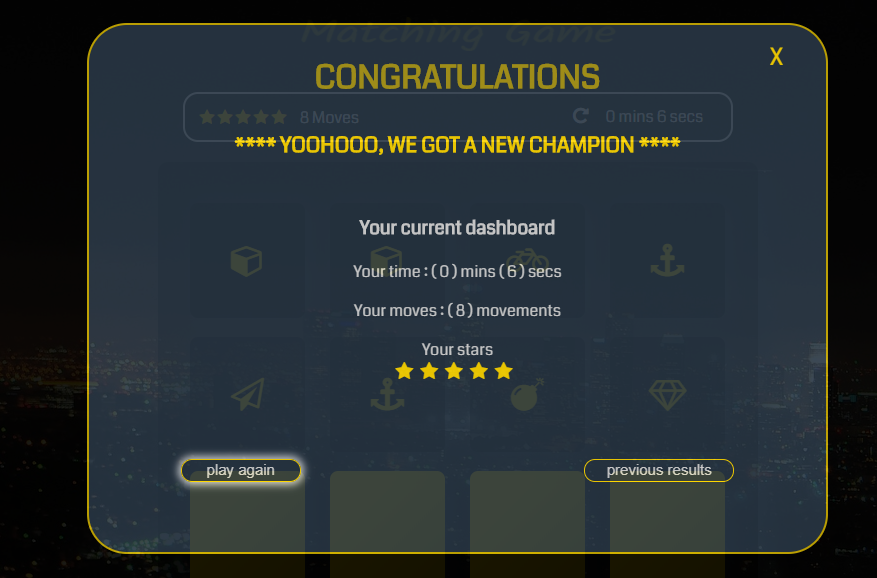 Matching Game
X
CONGRATULATIONS
8 Moves
0 mins 6 secs
**** YOOHOOO, WE GOT A NEW CHAMPION ****
Your current dashboard
Your time : ( 0 ) mins ( 6 ) secs
Your moves : ( 8 ) movements
Your stars
play again
previous results